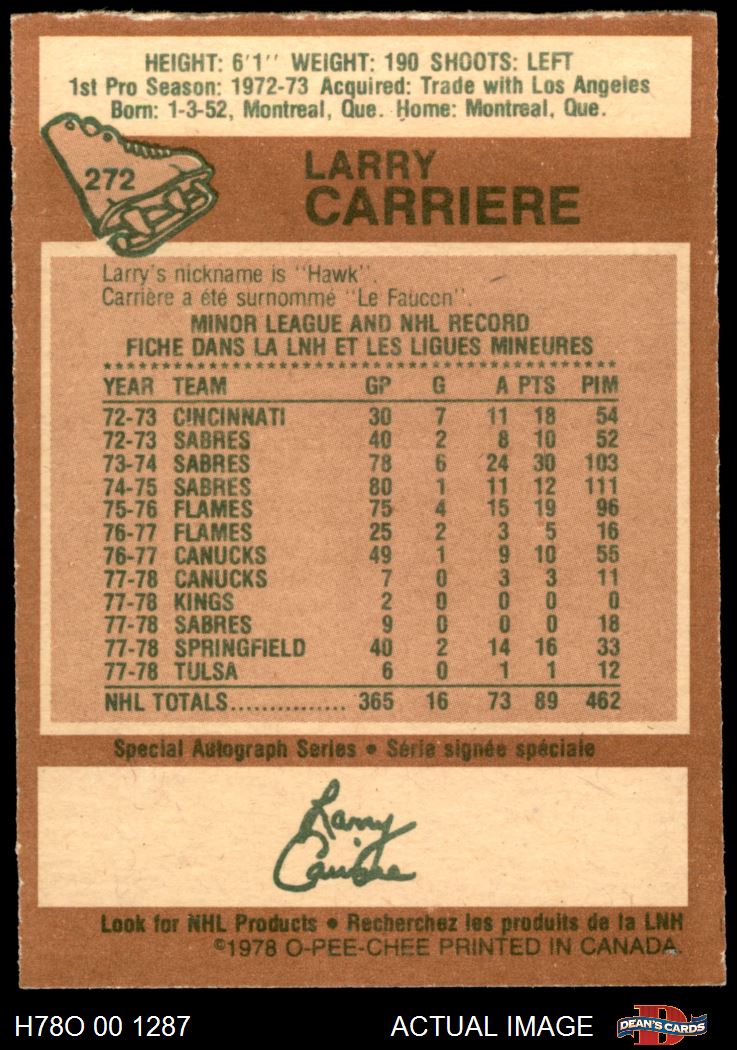 HEIGHT: 6'1'' WEIGHT: 190 SHOOTS: LEFT
1st Pro Season: 1972-73 Acquired: Trade with Los Angeles
Born: 1-3-52, Montreal, Que. Home: Montreal, Que.
272
LARRY
CARRIERE
Larry's nickname is ''Hawk''.
Carrière a été surnommé ''Le Faucon''.
MINOR LEAGUE AND NHL RECORD
FICHE DANS LA LNH ET LES LIGUES MINEURES
YEAR TEAM GP G A PTS PIM
72-73 CINCINNATI 30 7 11 18 54
72-73 SABRES 40 2 8 10 52
73-74 SABRES 78 6 24 30 103
74-75 SABRES 80 1 11 12 111
75-76 FLAMES 75 4 15 19 96
76-77 FLAMES 25 2 3 5 16
76-77 CANUCKS 49 1 9 10 55
77-78 CANUCKS 7 0 3 3 11
77-78 KINGS 2 0 0 0 0
77-78 SABRES 9 0 0 0 18
77-78 SPRINGFIELD 40 2 14 16 33
77-78 TULSA 6 0 1 1 12
NHL TOTALS............... 365 16 73 89 462
Special Autograph Series • Série signée spéciale
Larry
Carriere
Look for NHL Products • Recherchez les produits de la LNH
©1978 O-PEE-CHEE PRINTED IN CANADA.
H78O 00 1287 ACTUAL IMAGE DEAN'S CARDS